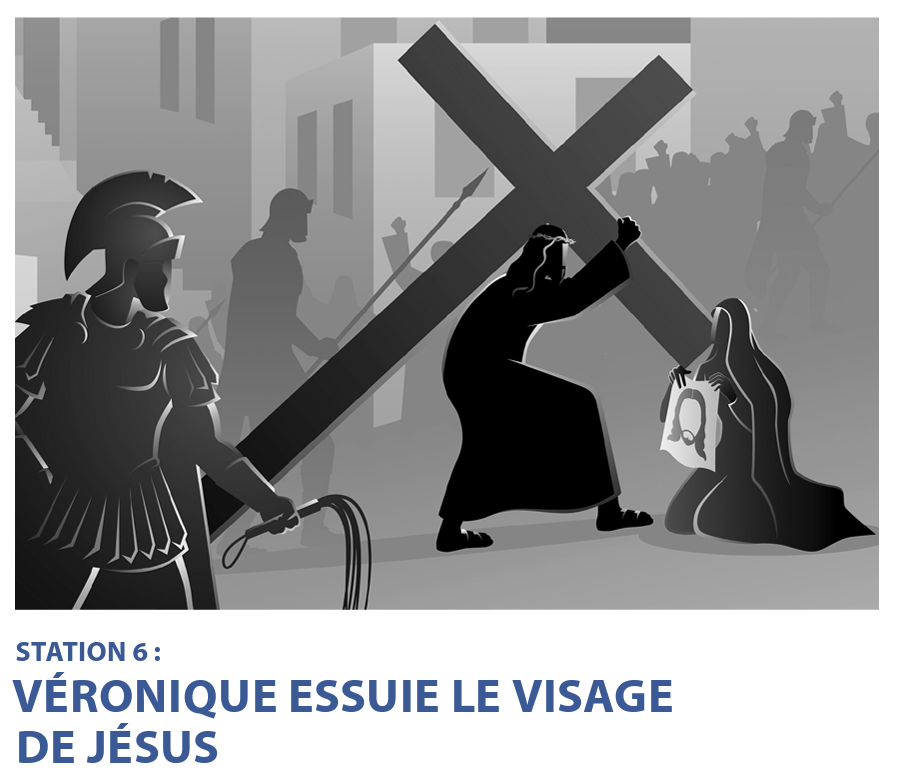 STATION 6 :
VÉRONIQUE ESSUIE LE VISAGE
DE JÉSUS